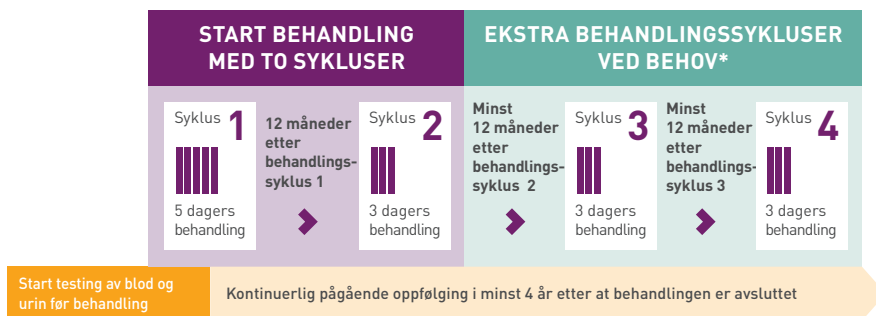 START BEHANDLING
MED TO SYKLUSER
EKSTRA BEHANDLINGSSYKLUSER
VED BEHOV*
Syklus 1
5 dagers
behandling
12 måneder
etter
behandlings-
syklus 1
Syklus 2
3 dagers
behandling
Minst
12 måneder
etter
behandlings-
syklus 2
Syklus 3
3 dagers
behandling
Minst
12 måneder
etter
behandlings-
syklus 3
Syklus 4
3 dagers
behandling
Start testing av blod og
urin før behandling
Kontinuerlig pågående oppfølging i minst 4 år etter at behandlingen er avsluttet